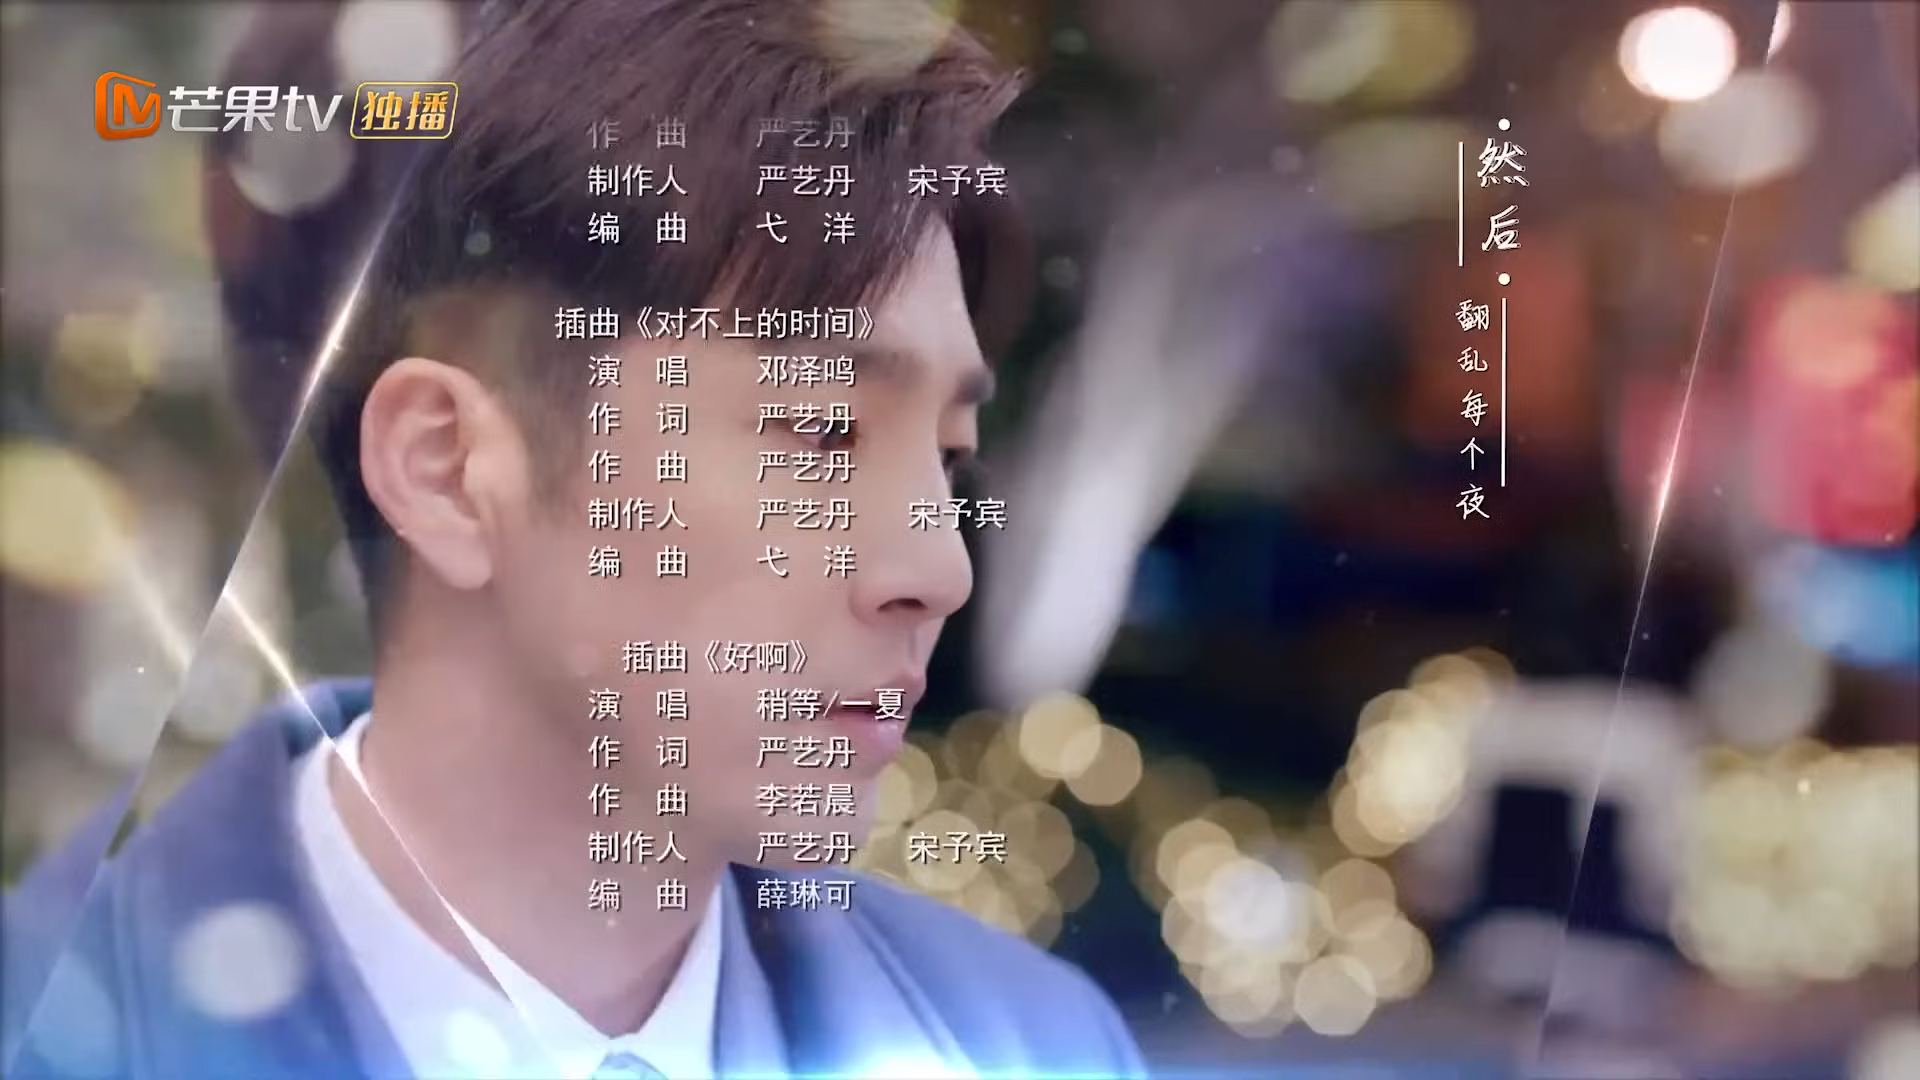 芒果tv 独播
作 曲 严艺丹
制作人 严艺丹 宋予宾
编 曲 弋 洋
插曲《对不上的时间》
演 唱 邓泽鸣
作 词 严艺丹
作 曲 严艺丹
制作人 严艺丹 宋予宾
编 曲 弋 洋
插曲《好啊》
演 唱 稍等/一夏
作 词 严艺丹
作 曲 李若晨
制作人 严艺丹 宋予宾
编 曲 薛琳可
然后
翻乱每个夜